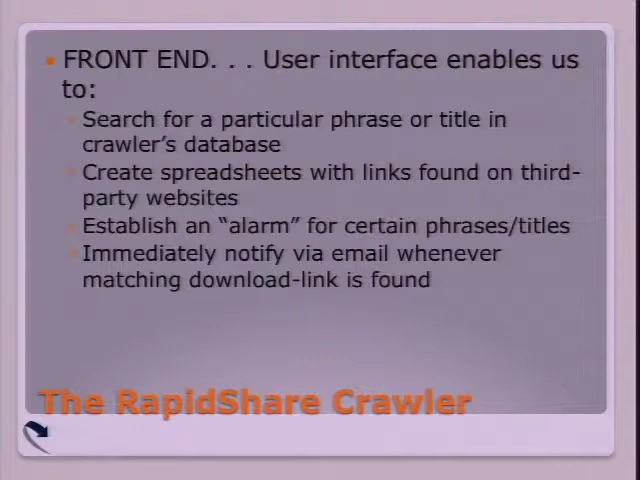 FRONT END. . . User interface enables us
to:
Search for a particular phrase or title in
crawler's database
Create spreadsheets with links found on third-
party websites
Establish an “alarm” for certain phrases/titles
Immediately notify via email whenever
matching download-link is found
The RapidShare Crawler